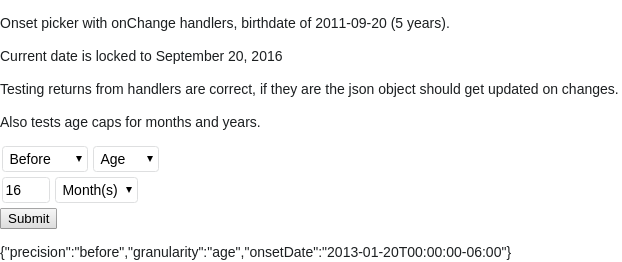 Onset picker with onChange handlers, birthdate of 2011-09-20 (5 years).
Current date is locked to September 20, 2016
Testing returns from handlers are correct, if they are the json object should get updated on changes.
Also tests age caps for months and years.
Before Age
16 Month(s)
Submit
{"precision":"before","granularity":"age","onsetDate":"2013-01-20T00:00:00-06:00"}